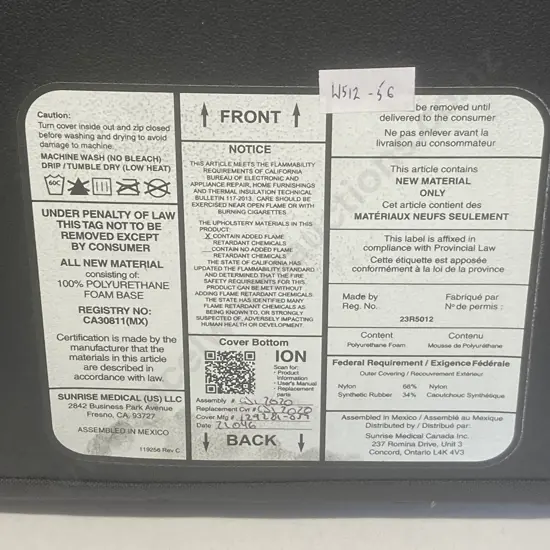 WS12 - 56
Caution:
Turn cover inside out and zip closed
before washing and drying to avoid
damage to machine.
MACHINE WASH (NO BLEACH)
DRIP / TUMBLE DRY (LOW HEAT)
60C
UNDER PENALTY OF LAW
THIS TAG NOT TO BE
REMOVED EXCEPT
BY CONSUMER
ALL NEW MATERIAL
consisting of:
100% POLYURETHANE
FOAM BASE
REGISTRY NO:
CA30811(MX)
Certification is made by the
manufacturer that the
materials in this article
are described in
accordance with law.
SUNRISE MEDICAL (US) LLC
2842 Business Park Avenue
Fresno, CA, 93727
ASSEMBLED IN MEXICO
119256 Rev C
FRONT
NOTICE
THIS ARTICLE MEETS THE FLAMMABILITY
REQUIREMENTS OF CALIFORNIA
BUREAU OF ELECTRONIC AND
APPLIANCE REPAIR, HOME FURNISHINGS
AND THERMAL INSULATION TECHNICAL
BULLETIN 117-2013. CARE SHOULD BE
EXERCISED NEAR OPEN FLAME OR WITH
BURNING CIGARETTES.
THE UPHOLSTERY MATERIALS IN THIS
PRODUCT:
X CONTAIN ADDED FLAME
RETARDANT CHEMICALS
CONTAIN NO ADDED FLAME
RETARDANT CHEMICALS
THE STATE OF CALIFORNIA HAS
UPDATED THE FLAMMABILITY STANDARD
AND DETERMINED THAT THE FIRE
SAFETY REQUIREMENTS FOR THIS
PRODUCT CAN BE MET WITHOUT
ADDING FLAME RETARDANT CHEMICALS.
THE STATE HAS IDENTIFIED MANY
FLAME RETARDANT CHEMICALS AS
BEING KNOWN TO, OR STRONGLY
SUSPECTED OF, ADVERSELY IMPACTING
HUMAN HEALTH OR DEVELOPMENT.
Cover Bottom
ION
Scan for:
- Product
Information
- User's Manual
- Replacement
parts
Assembly # WI2020
Replacement Cvr # WI2020
Cover Mfg #
Date 21046
BACK
be removed until
delivered to the consumer
Ne pas enlever avant la
livraison au consommateur
This article contains
NEW MATERIAL
ONLY
Cet article contient des
MATÉRIAUX NEUFS SEULEMENT
This label is affixed in
compliance with Provincial Law
Cette étiquette est apposée
conformément à la loi de la province
Made by Fabriqué par
Reg. No. No de permis :
23R5012
Content Contenu
Polyurethane Foam Mousse de Polyuréthane
Federal Requirement / Exigence Fédérale
Outer Covering / Recouvrement Extérieur
Nylon 66% Nylon
Synthetic Rubber 34% Caoutchouc Synthétique
Assembled in Mexico / Assemblé au Mexique
Distributed by / Distribué par:
Sunrise Medical Canada Inc.
237 Romina Drive, Unit 3
Concord, Ontario L4K 4V3